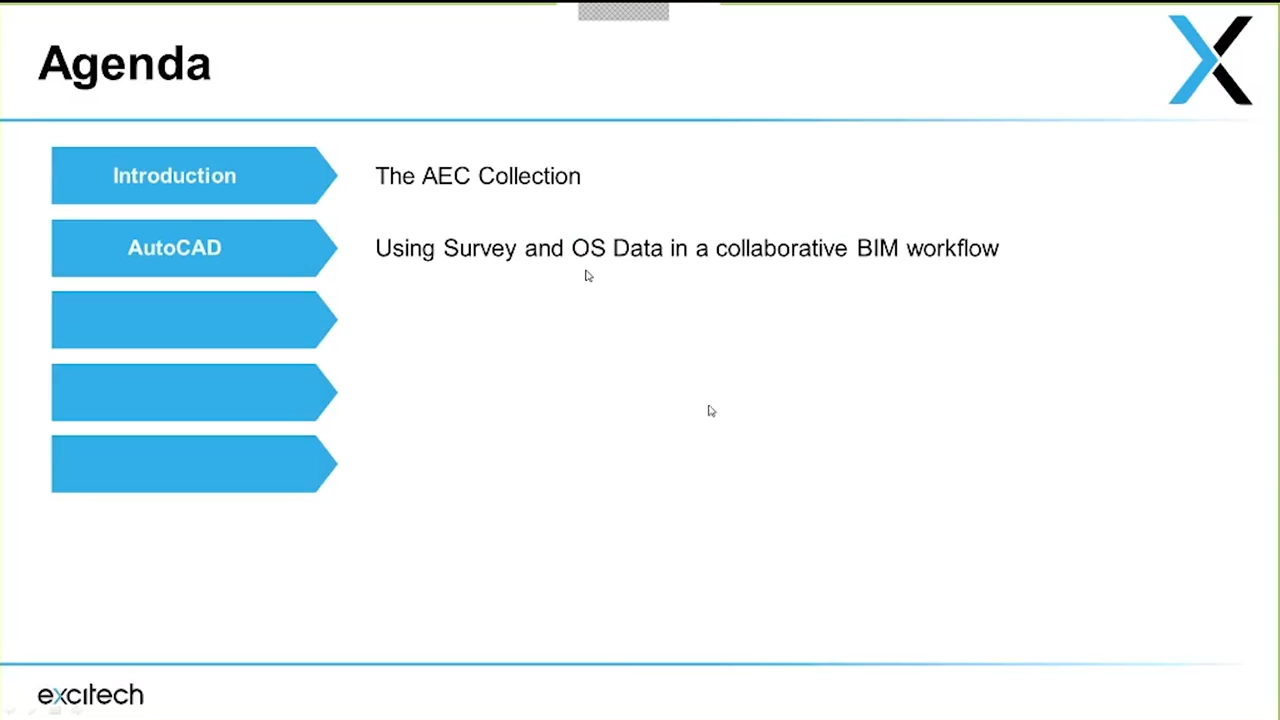 Agenda
Introduction
The AEC Collection
AutoCAD
Using Survey and OS Data in a collaborative BIM workflow
excitech